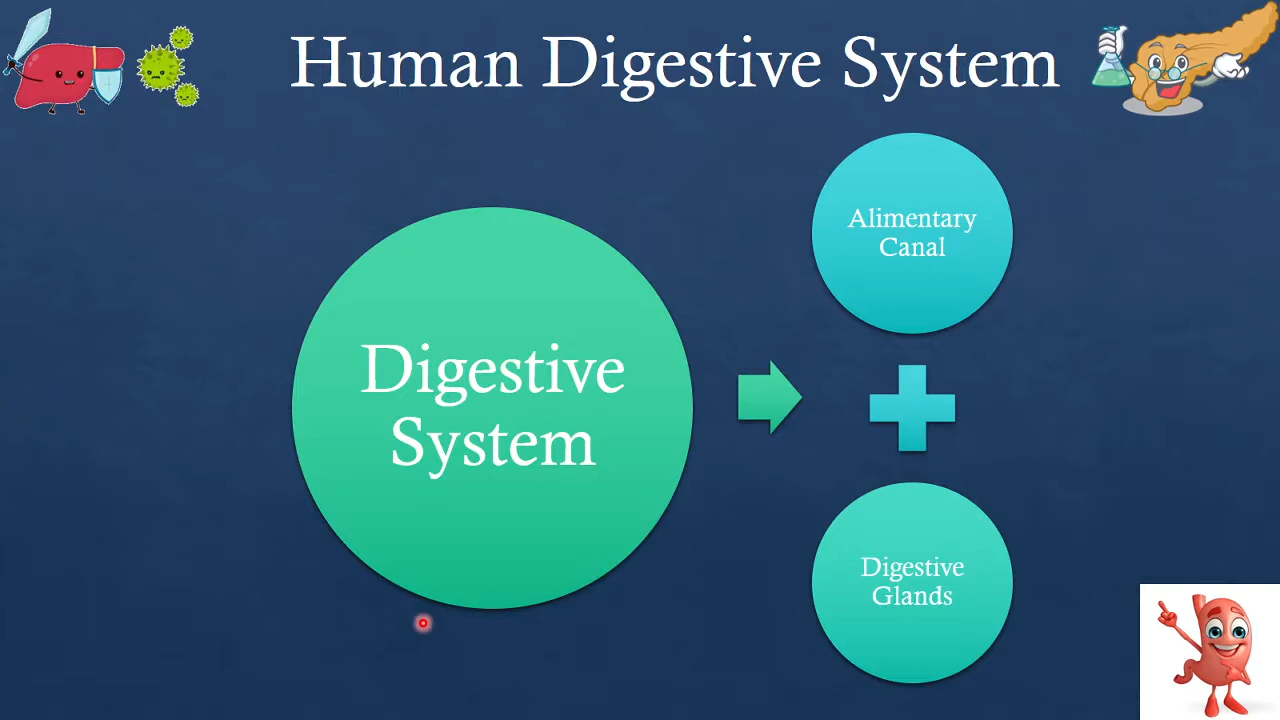 Human Digestive System
Digestive
System
Alimentary
Canal
Digestive
Glands